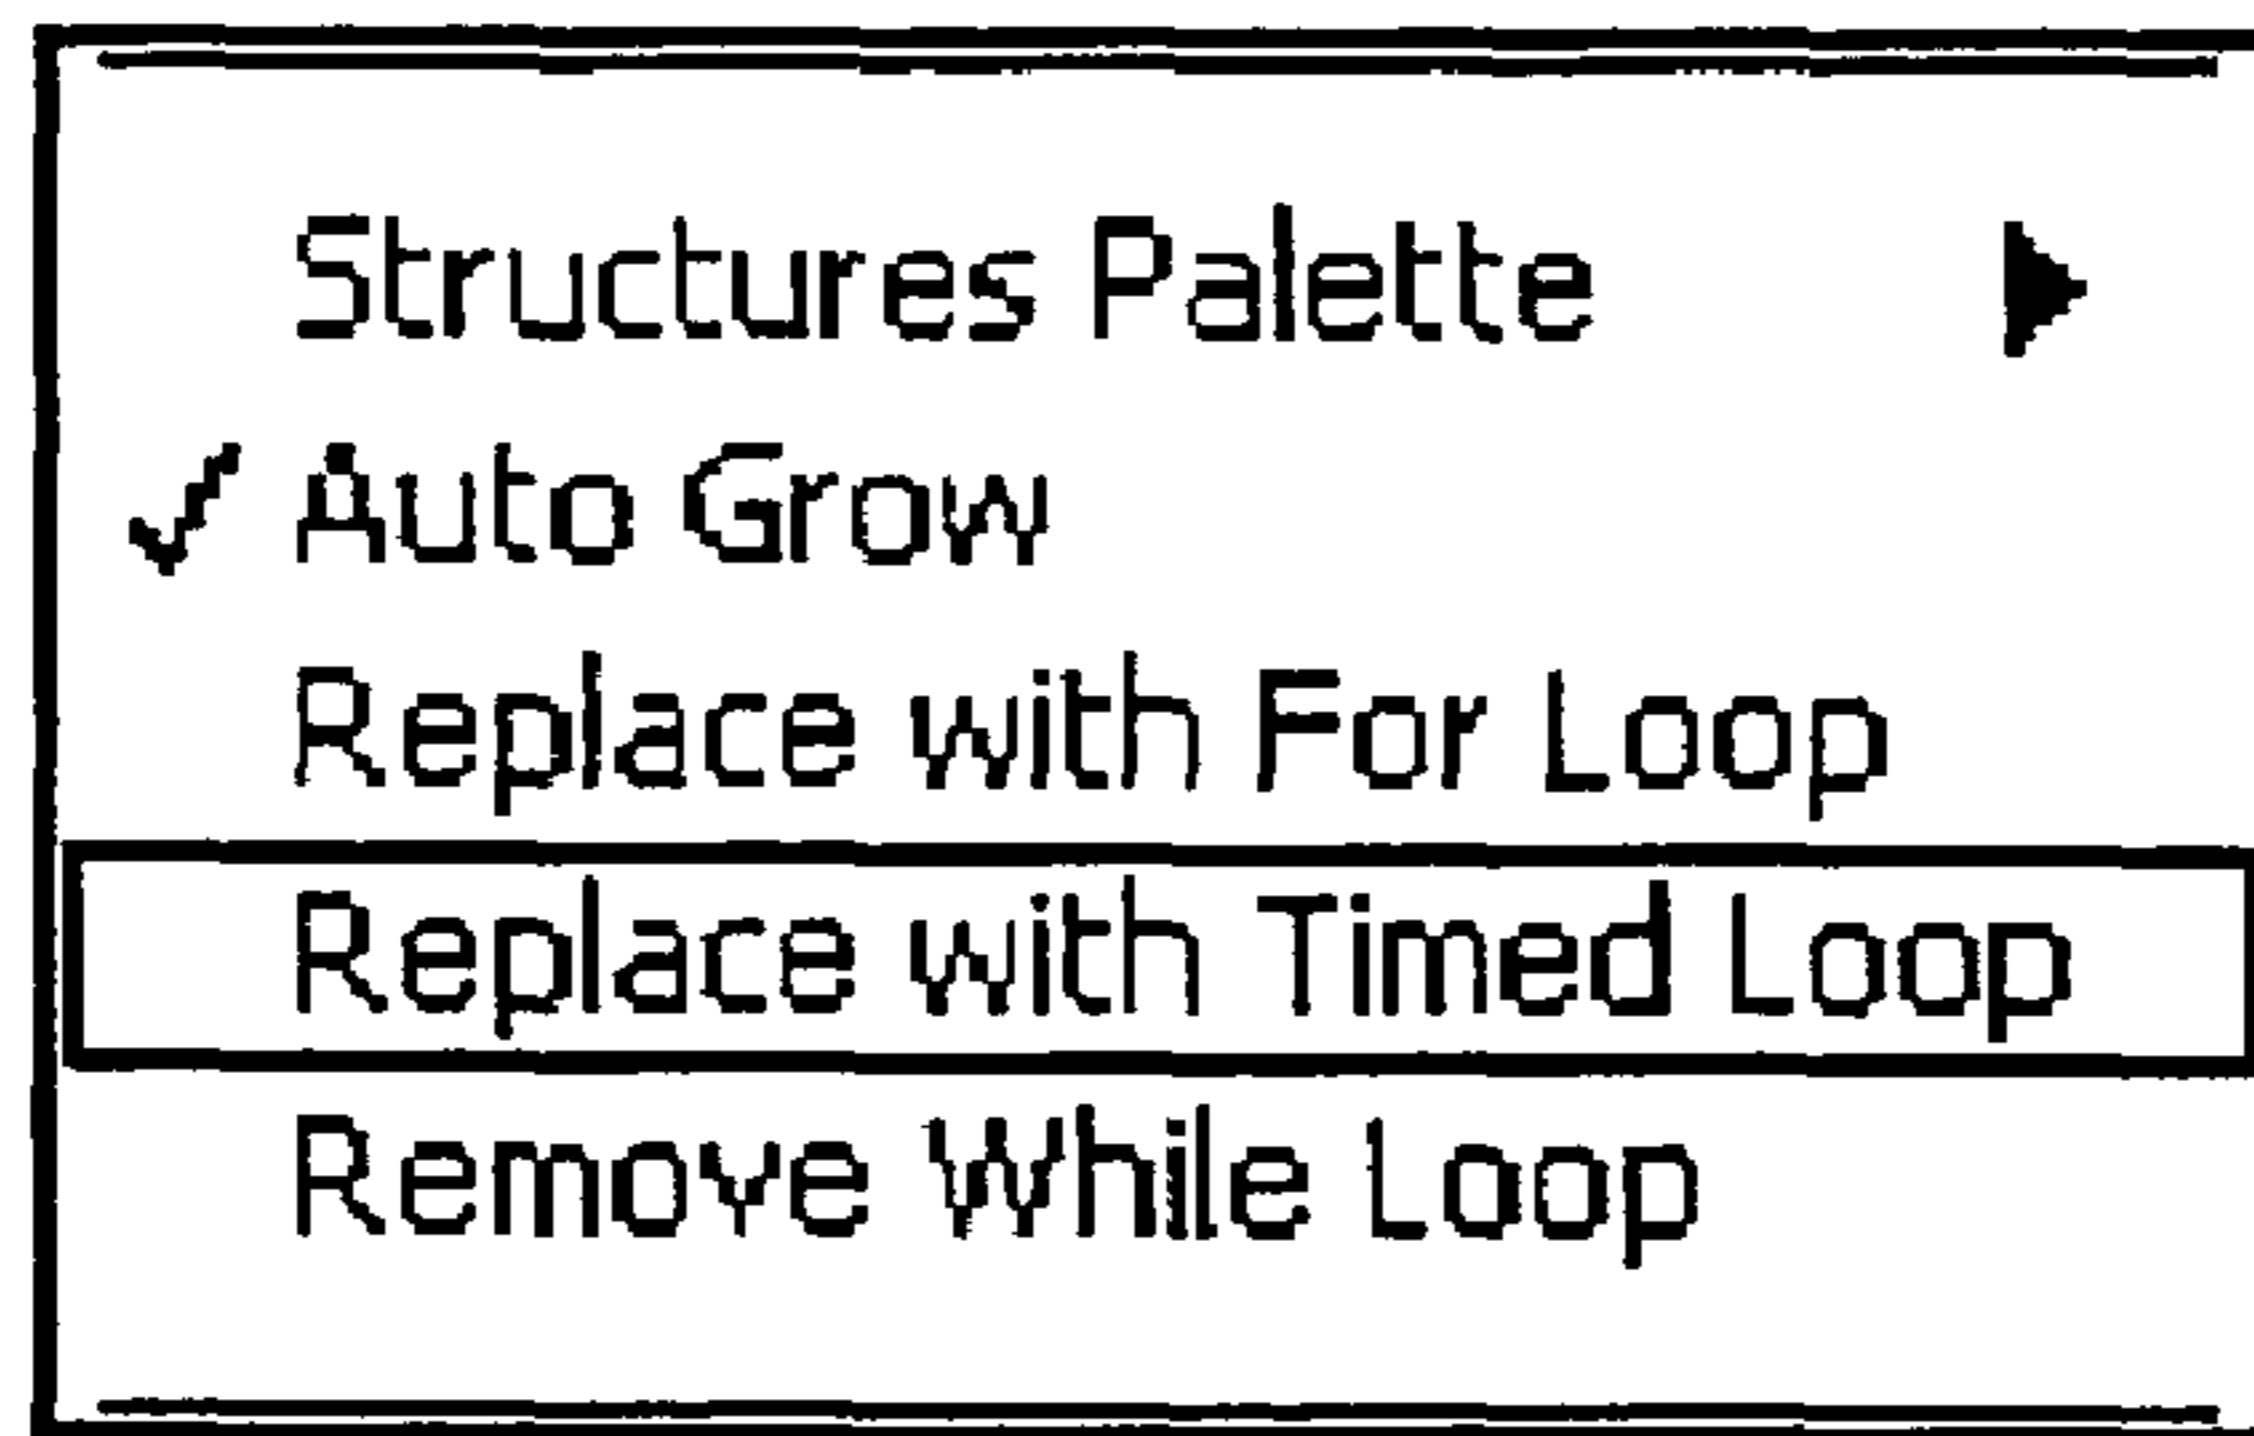 Structures Palette
Auto Grow
Replace with For Loop
Replace with Timed Loop
Remove While Loop